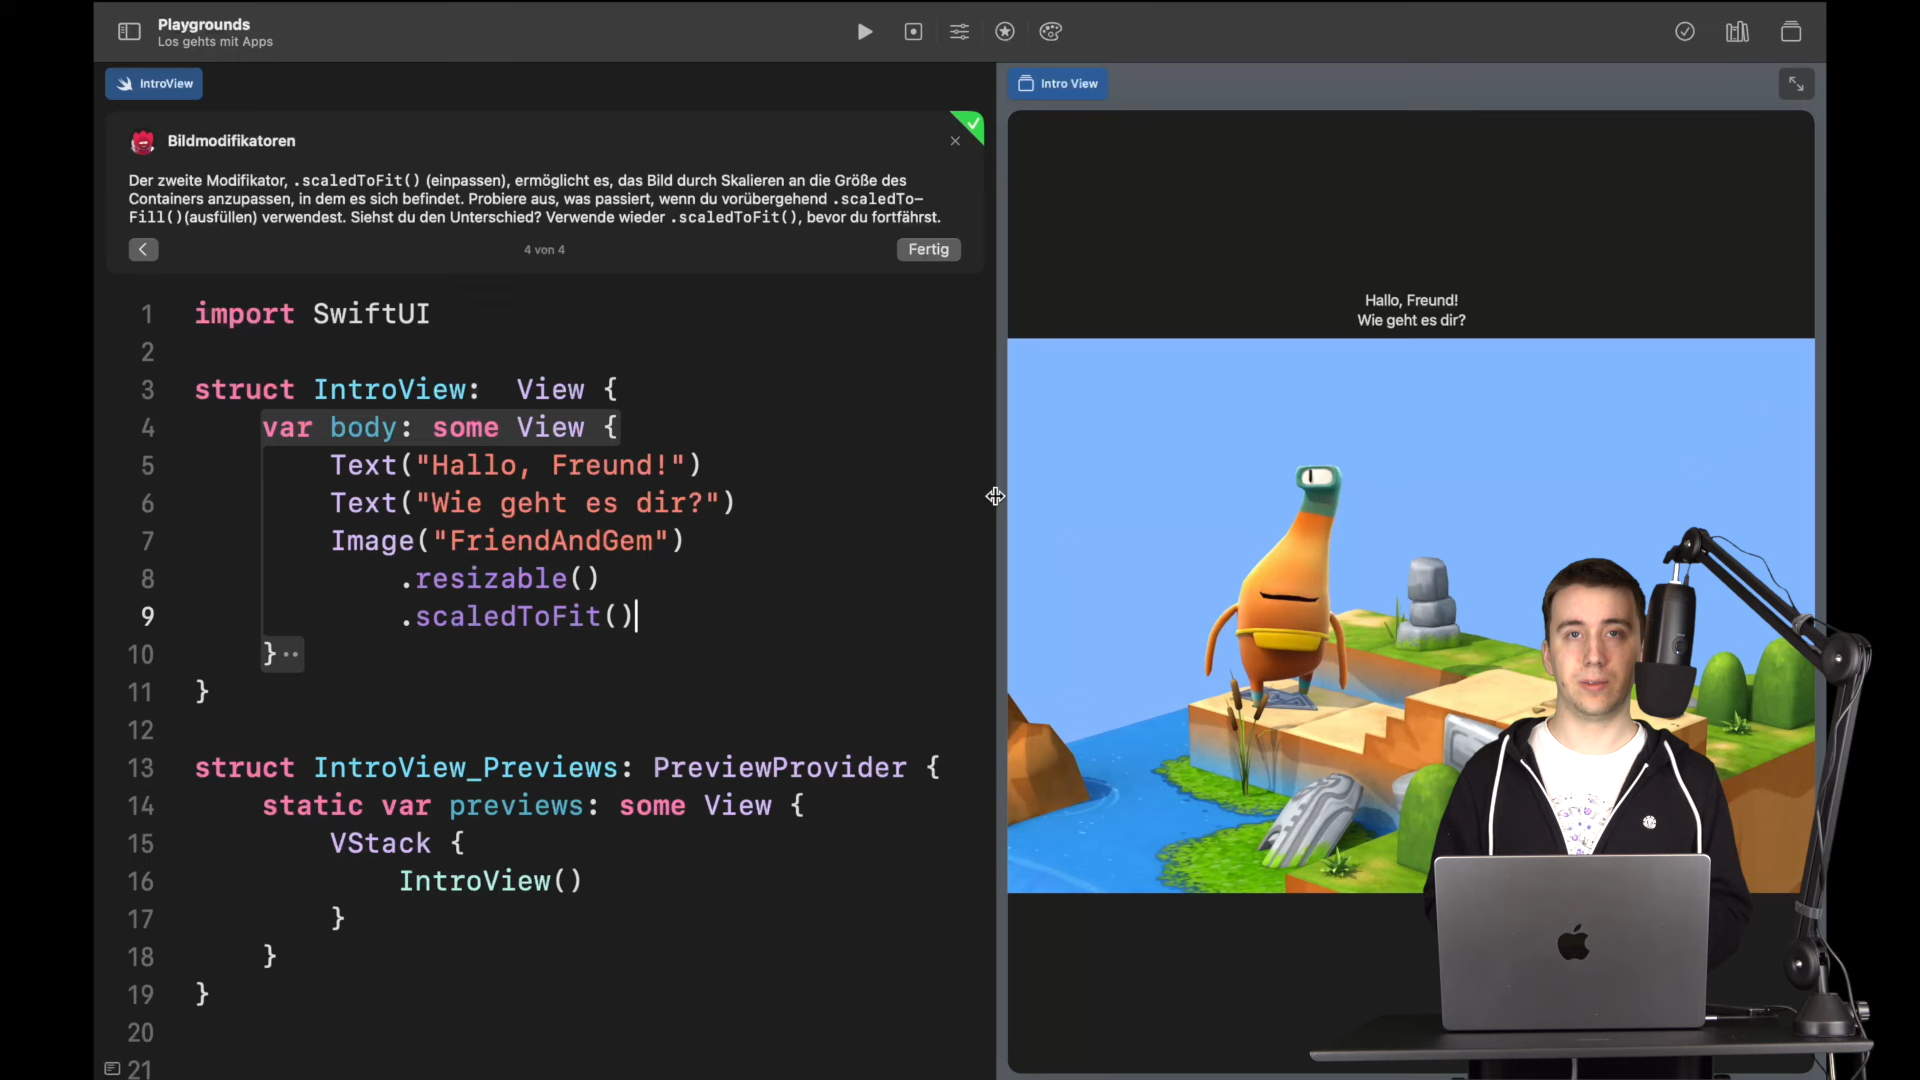 Playgrounds
Los gehts mit Apps
IntroView
Intro View
Bildmodifikatoren
Der zweite Modifikator, .scaledToFit() (einpassen), ermöglicht es, das Bild durch Skalieren an die Größe des
Containers anzupassen, in dem es sich befindet. Probiere aus, was passiert, wenn du vorübergehend .scaledTo-
Fill()(ausfüllen) verwendest. Siehst du den Unterschied? Verwende wieder .scaledToFit(), bevor du fortfährst.
4 von 4
Fertig
1 import SwiftUI
2
3 struct IntroView:  View {
4 var body: some View {
5 Text("Hallo, Freund!")
6 Text("Wie geht es dir?")
7 Image("FriendAndGem")
8 .resizable()
9 .scaledToFit()
10 }
11 }
12
13 struct IntroView_Previews: PreviewProvider {
14 static var previews: some View {
15 VStack {
16 IntroView()
17 }
18 }
19 }
20
21
Hallo, Freund!
Wie geht es dir?